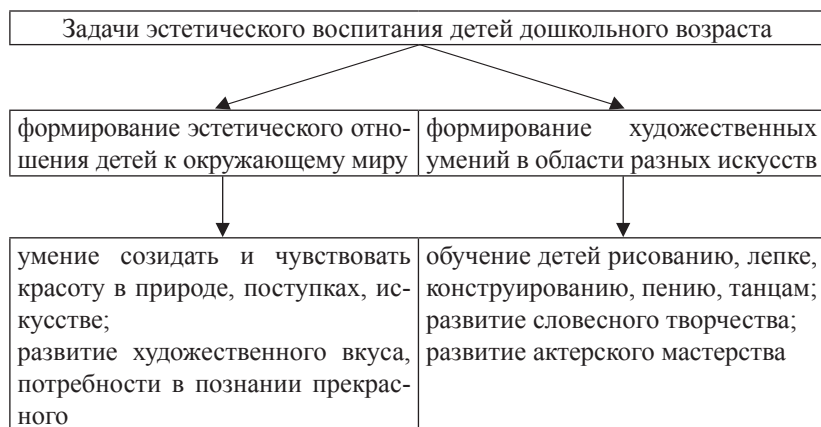 Задачи эстетического воспитания детей дошкольного возраста
формирование эстетического отно-
шения детей к окружающему миру
формирование художественных
умений в области разных искусств
умение созидать и чувствовать
красоту в природе, поступках, ис-
кусстве;
развитие художественного вкуса,
потребности в познании прекрас-
ного
обучение детей рисованию, лепке,
конструированию, пению, танцам;
развитие словесного творчества;
развитие актерского мастерства